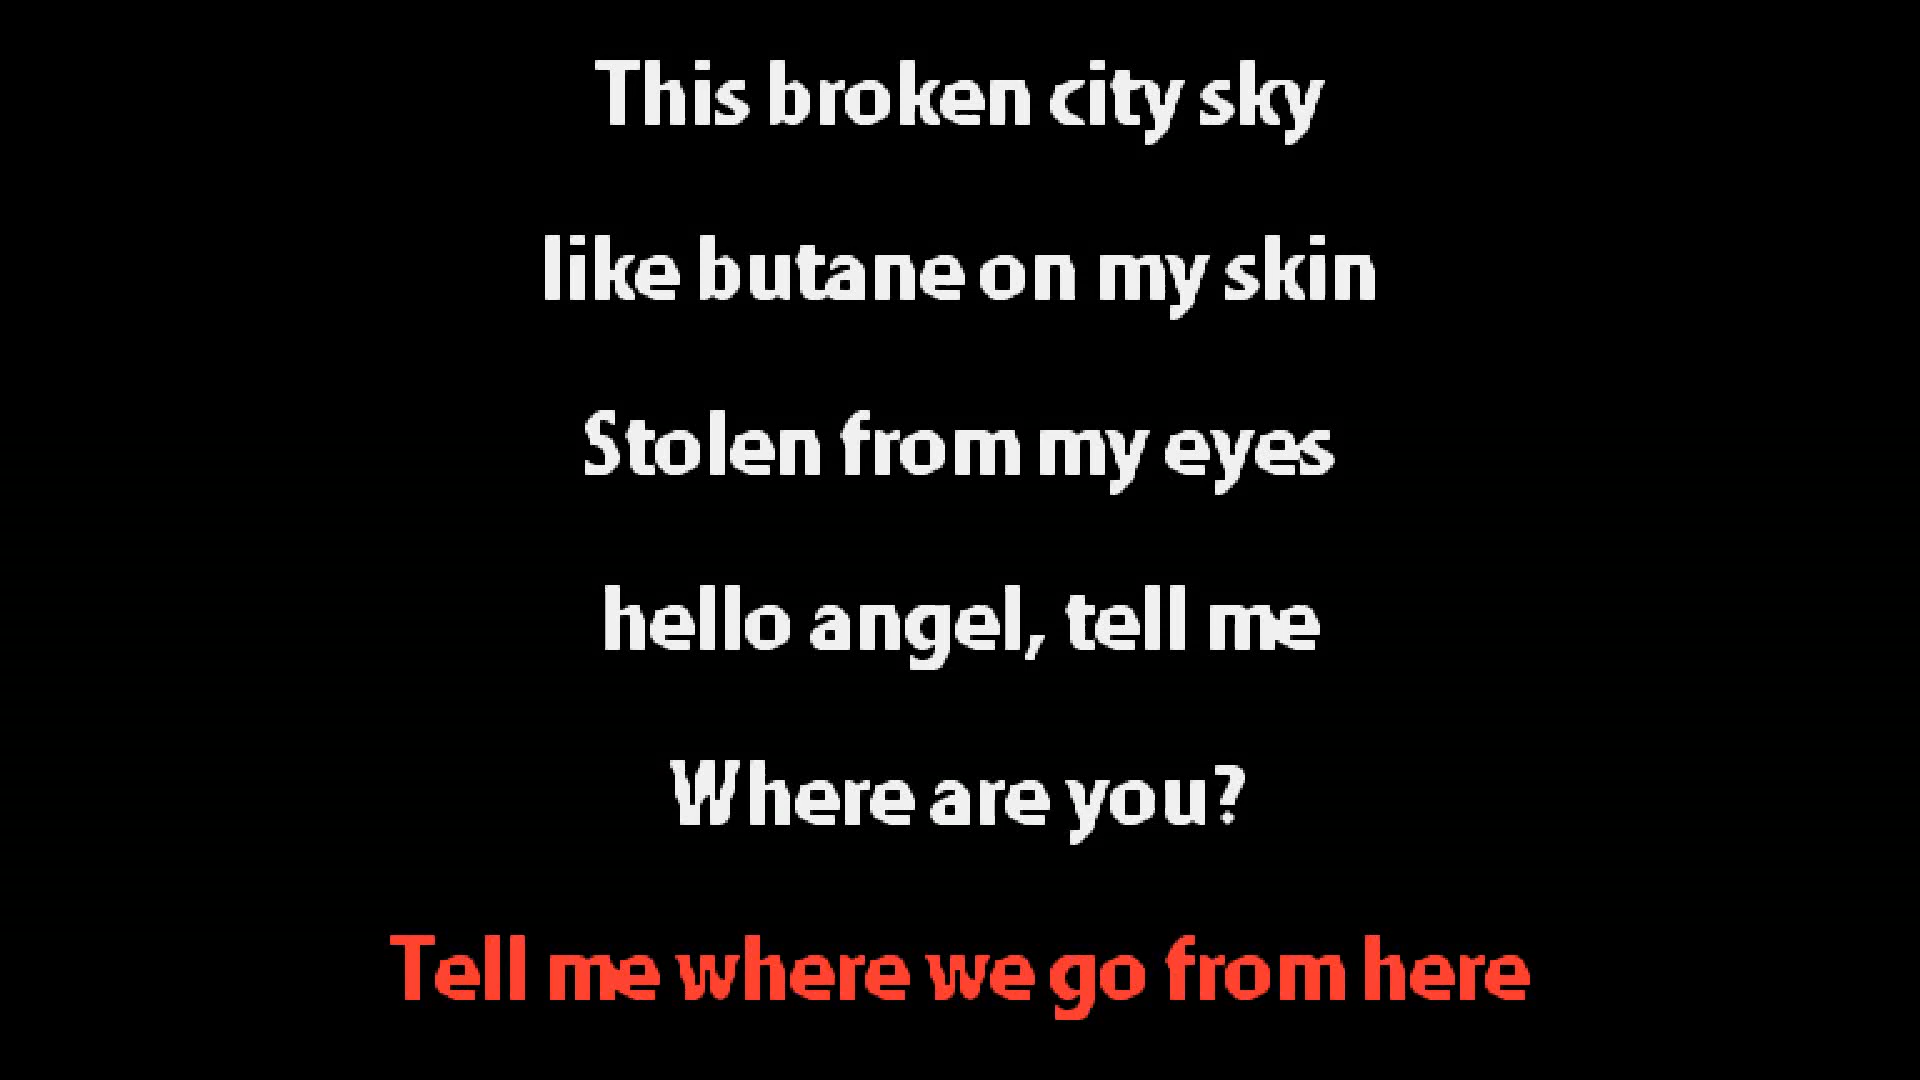 This broken city sky
like butane on my skin
Stolen from my eyes
hello angel, tell me
Where are you?
Tell me where we go from here